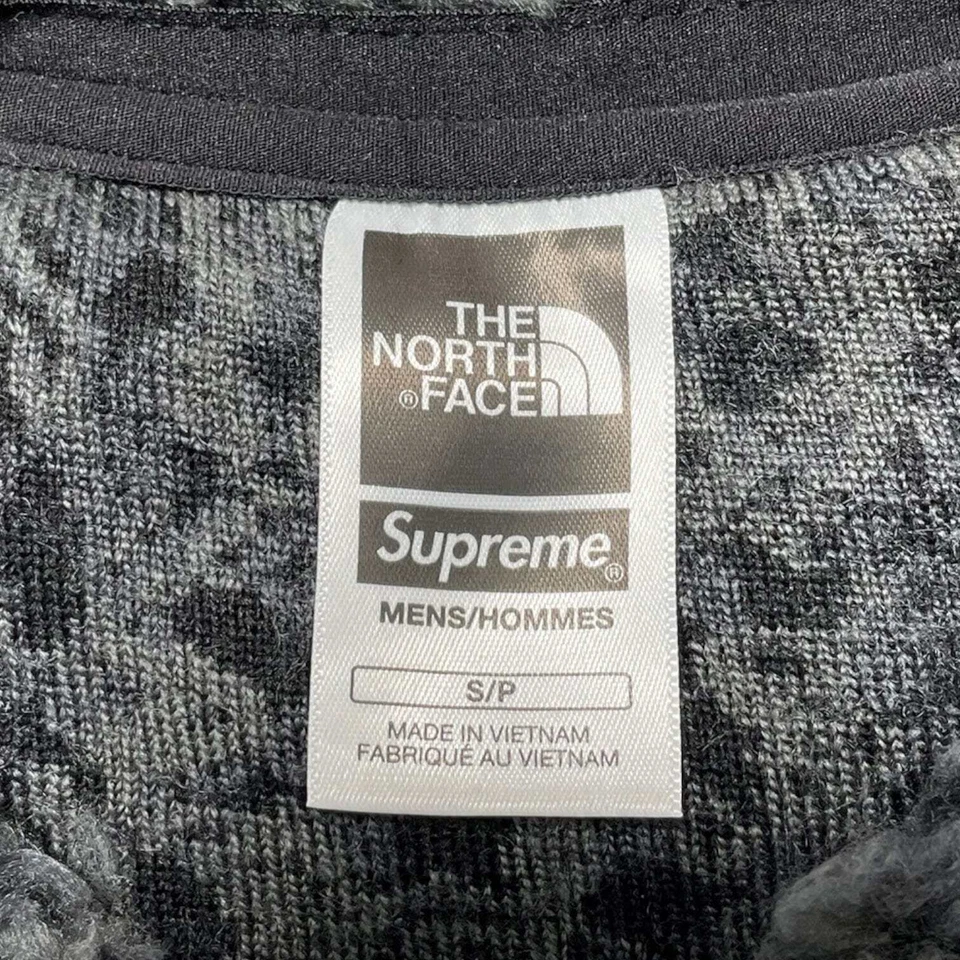 THE
NORTH
®FACE
Supreme®
MENS/HOMMES
S/P
MADE IN VIETNAM
FABRIQUÉ AU VIETNAM